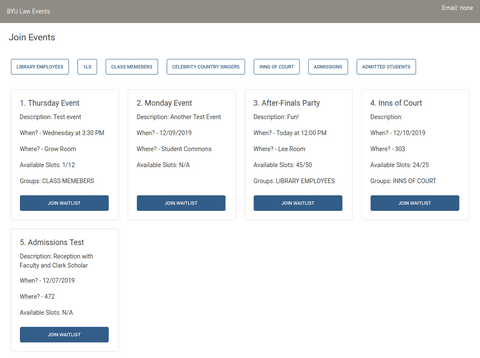 BYU Law Events
Email: none
Join Events
LIBRARY EMPLOYEES
1LS
CLASS MEMEBERS
CELEBRITY COUNTRY SINGERS
INNS OF COURT
ADMISSIONS
ADMITTED STUDENTS
1. Thursday Event
Description: Test event
When? - Wednesday at 3:30 PM
Where? - Grow Room
Available Slots: 1/12
Groups: CLASS MEMEBERS
JOIN WAITLIST
2. Monday Event
Description: Another Test Event
When? - 12/09/2019
Where? - Student Commons
Available Slots: N/A
JOIN WAITLIST
3. After-Finals Party
Description: Fun!
When? - Today at 12:00 PM
Where? - Lee Room
Available Slots: 45/50
Groups: LIBRARY EMPLOYEES
JOIN WAITLIST
4. Inns of Court
Description:
When? - 12/10/2019
Where? - 303
Available Slots: 24/25
Groups: INNS OF COURT
JOIN WAITLIST
5. Admissions Test
Description: Reception with
Faculty and Clark Scholar
When? - 12/07/2019
Where? - 472
Available Slots: N/A
JOIN WAITLIST